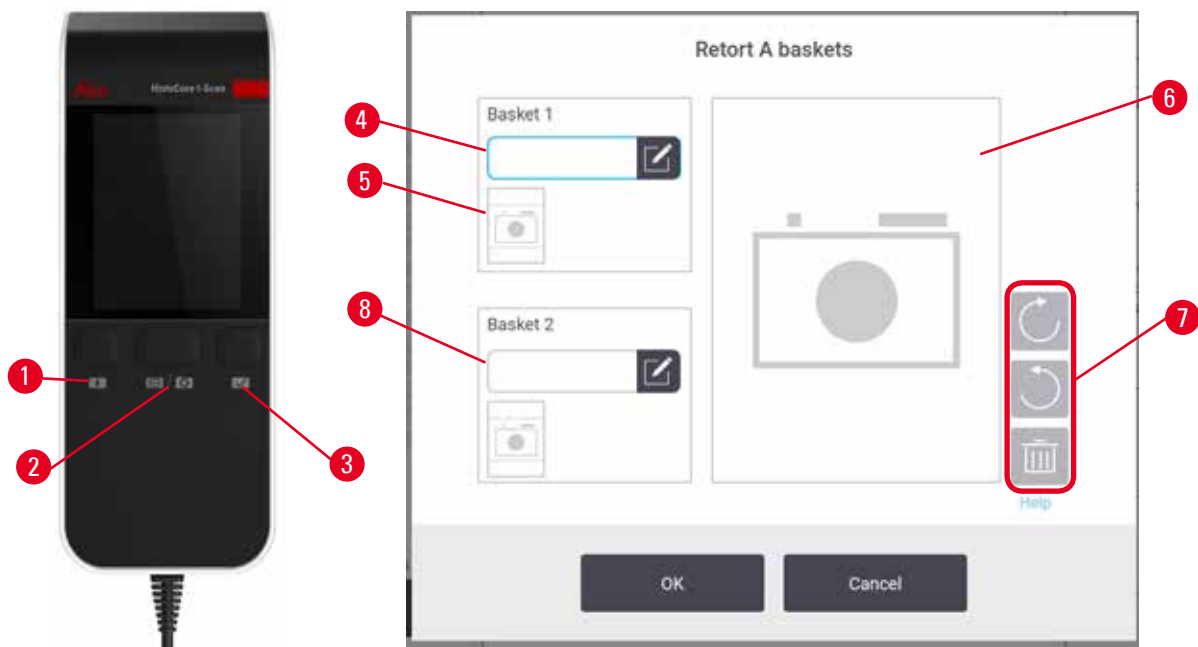 Leica HistoCore I-Scan
Retort A baskets
Basket 1
4
6
5
Basket 2
8
7
1
2
3
Help
OK
Cancel